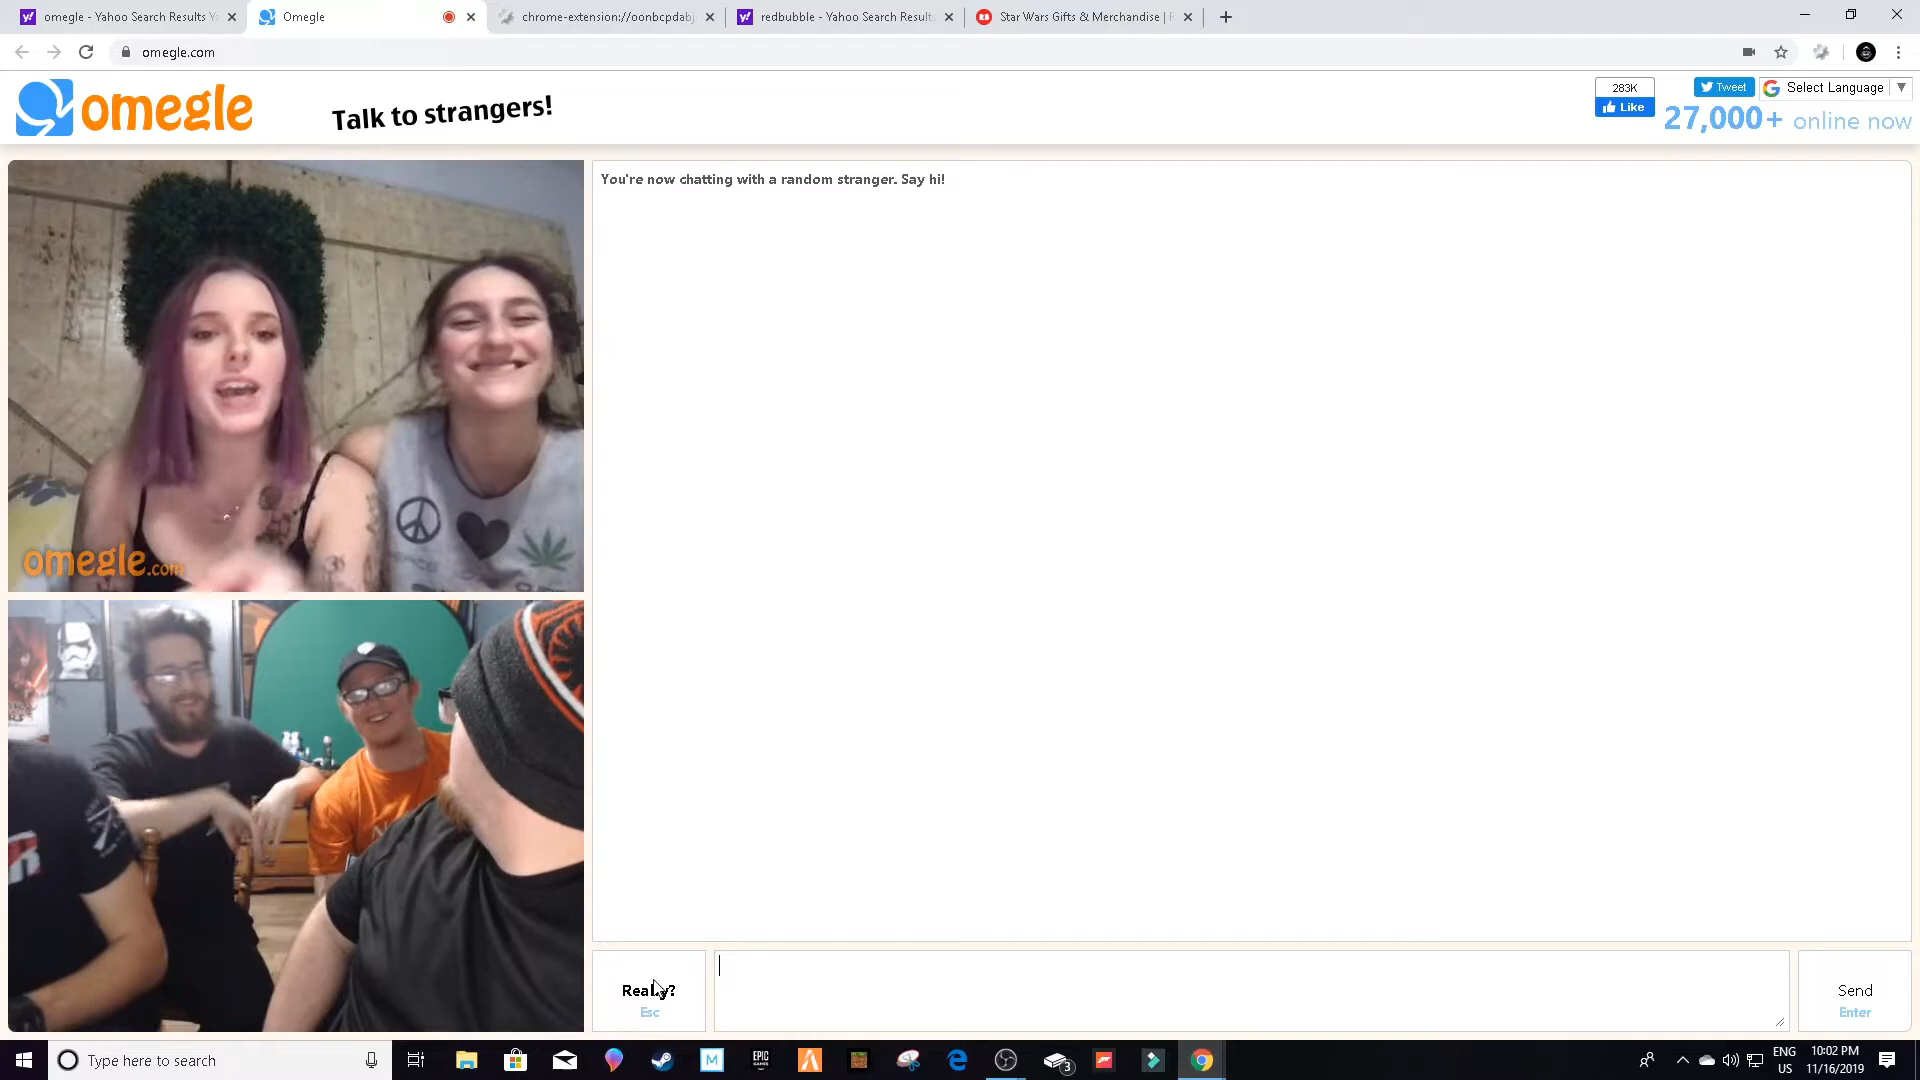 omegle - Yahoo Search Results Y
Omegle
chrome-extension://oonbcpdabj
redbubble - Yahoo Search Result
Star Wars Gifts & Merchandise |
omegle.com
omegle
Talk to strangers!
283K
Like
Tweet
Select Language
27,000+ online now
You're now chatting with a random stranger. Say hi!
omegle.com
Really?
Esc
Send
Enter
Type here to search
EPIC
GAMES
3
ENG
US
10:02 PM
11/16/2019